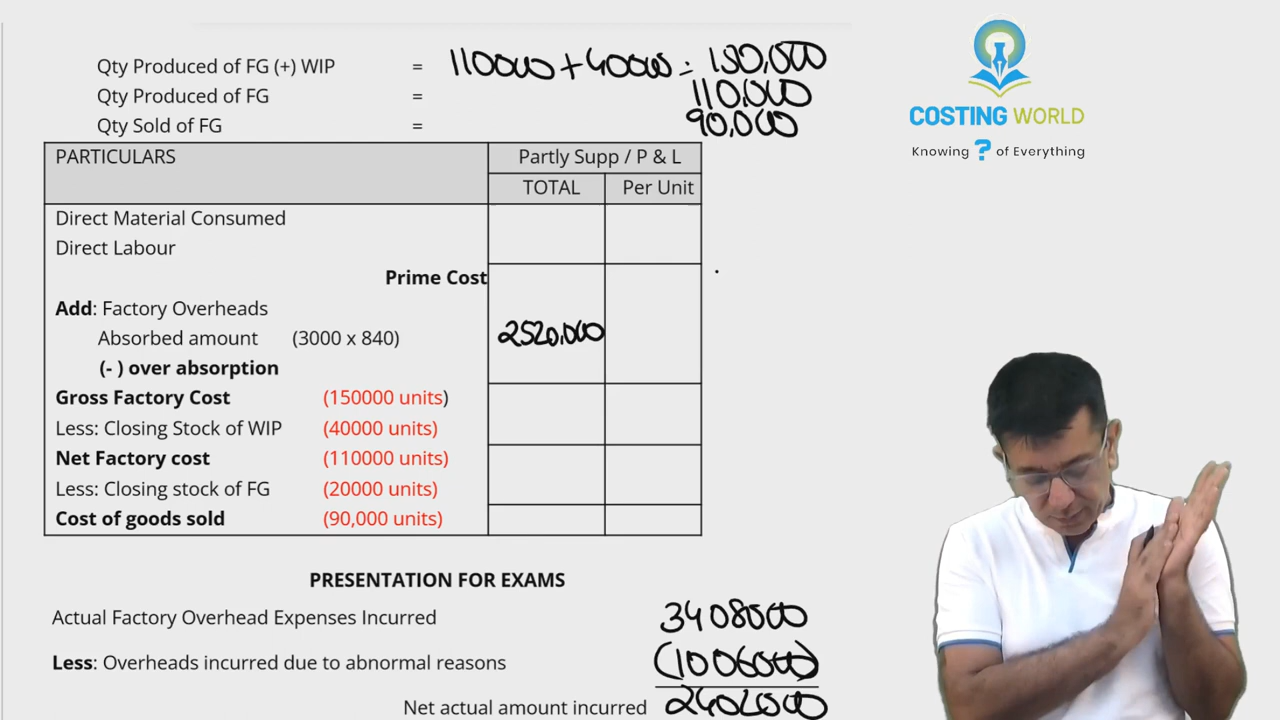 Qty Produced of FG (+) WIP = 110000 + 40000 = 150,000
Qty Produced of FG = 110,000
Qty Sold of FG = 90,000
COSTING WORLD
Knowing ? of Everything
PARTICULARS Partly Supp / P & L
TOTAL Per Unit
Direct Material Consumed
Direct Labour
Prime Cost
Add: Factory Overheads
Absorbed amount (3000 x 840) 2520,000
(- ) over absorption
Gross Factory Cost (150000 units)
Less: Closing Stock of WIP (40000 units)
Net Factory cost (110000 units)
Less: Closing stock of FG (20000 units)
Cost of goods sold (90,000 units)
PRESENTATION FOR EXAMS
Actual Factory Overhead Expenses Incurred 3408000
Less: Overheads incurred due to abnormal reasons (1006000)
Net actual amount incurred 2402000